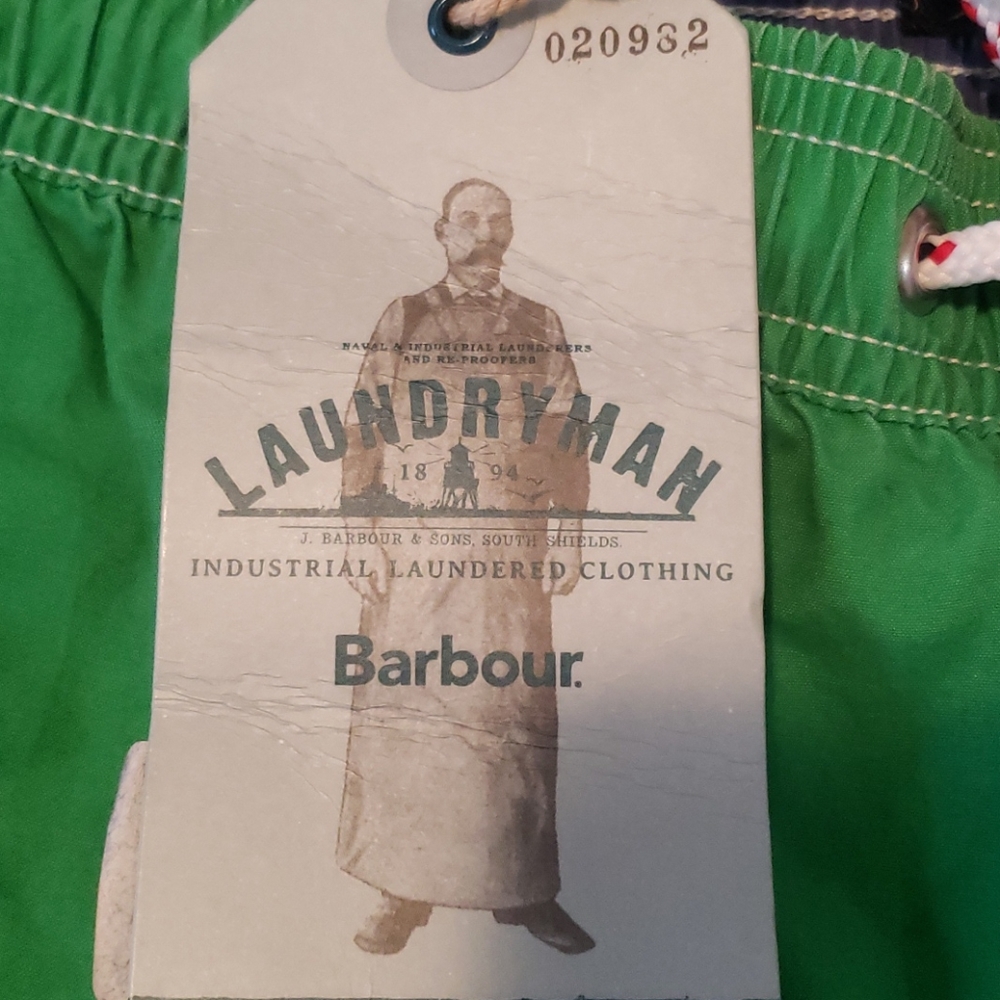 020982
NAVAL & INDUSTRIAL LAUNDERERS
AND RE-PROOFERS
LAUNDRYMAN
18 94
J. BARBOUR & SONS, SOUTH SHIELDS.
INDUSTRIAL LAUNDERED CLOTHING
Barbour.